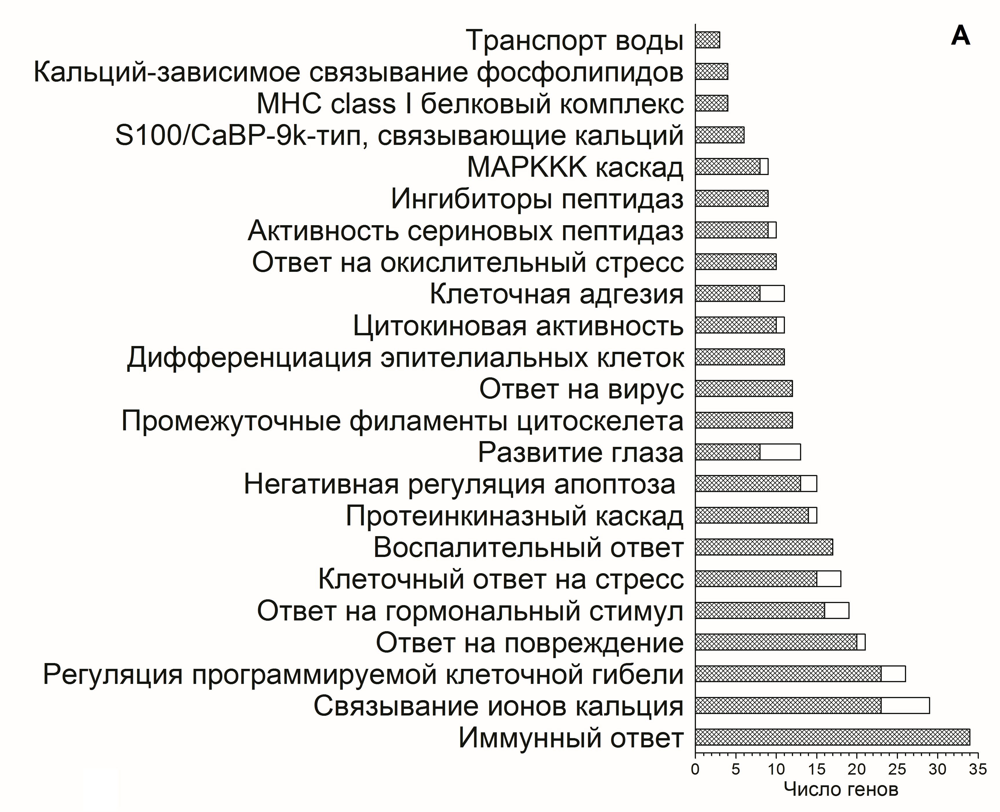 A
Транспорт воды
Кальций-зависимое связывание фосфолипидов
MHC class I белковый комплекс
S100/CaBP-9k-тип, связывающие кальций
MAPKKK каскад
Ингибиторы пептидаз
Активность сериновых пептидаз
Ответ на окислительный стресс
Клеточная адгезия
Цитокиновая активность
Дифференциация эпителиальных клеток
Ответ на вирус
Промежуточные филаменты цитоскелета
Развитие глаза
Негативная регуляция апоптоза
Протеинкиназный каскад
Воспалительный ответ
Клеточный ответ на стресс
Ответ на гормональный стимул
Ответ на повреждение
Регуляция программируемой клеточной гибели
Связывание ионов кальция
Иммунный ответ
0 5 10 15 20 25 30 35
Число генов